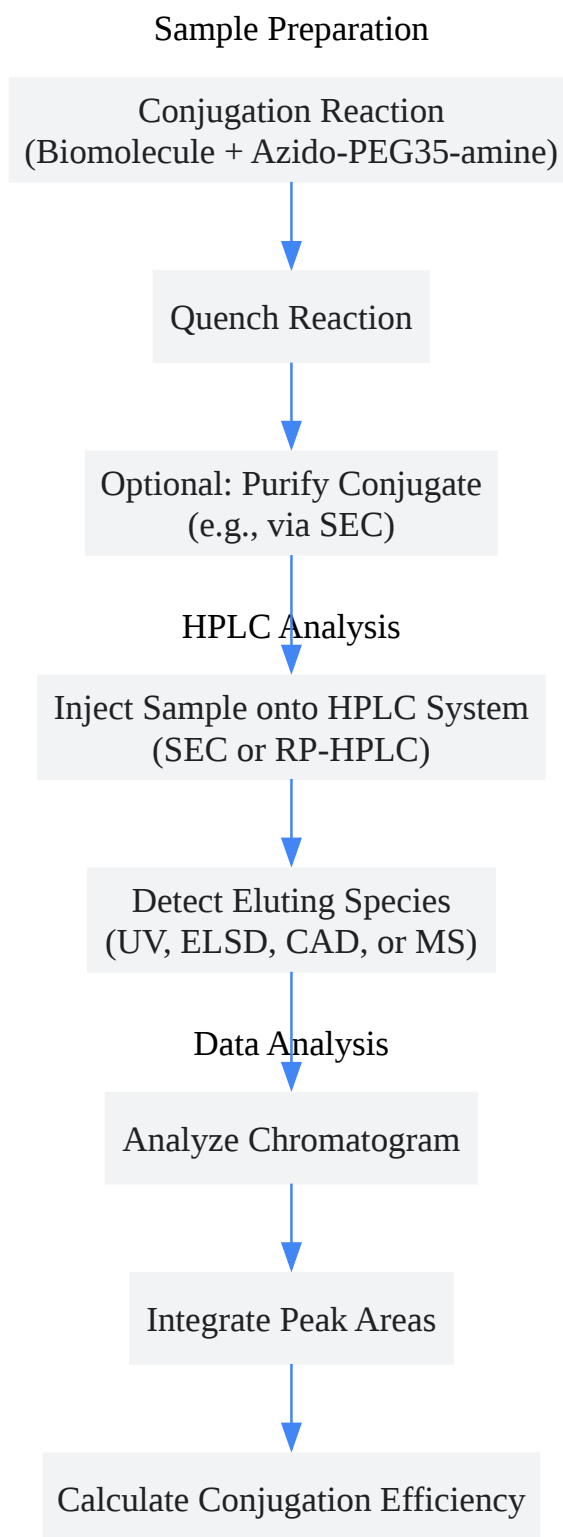 Sample Preparation
Conjugation Reaction
(Biomolecule + Azido-PEG35-amine)
Quench Reaction
Optional: Purify Conjugate
(e.g., via SEC)
HPLC Analysis
Inject Sample onto HPLC System
(SEC or RP-HPLC)
Detect Eluting Species
(UV, ELSD, CAD, or MS)
Data Analysis
Analyze Chromatogram
Integrate Peak Areas
Calculate Conjugation Efficiency